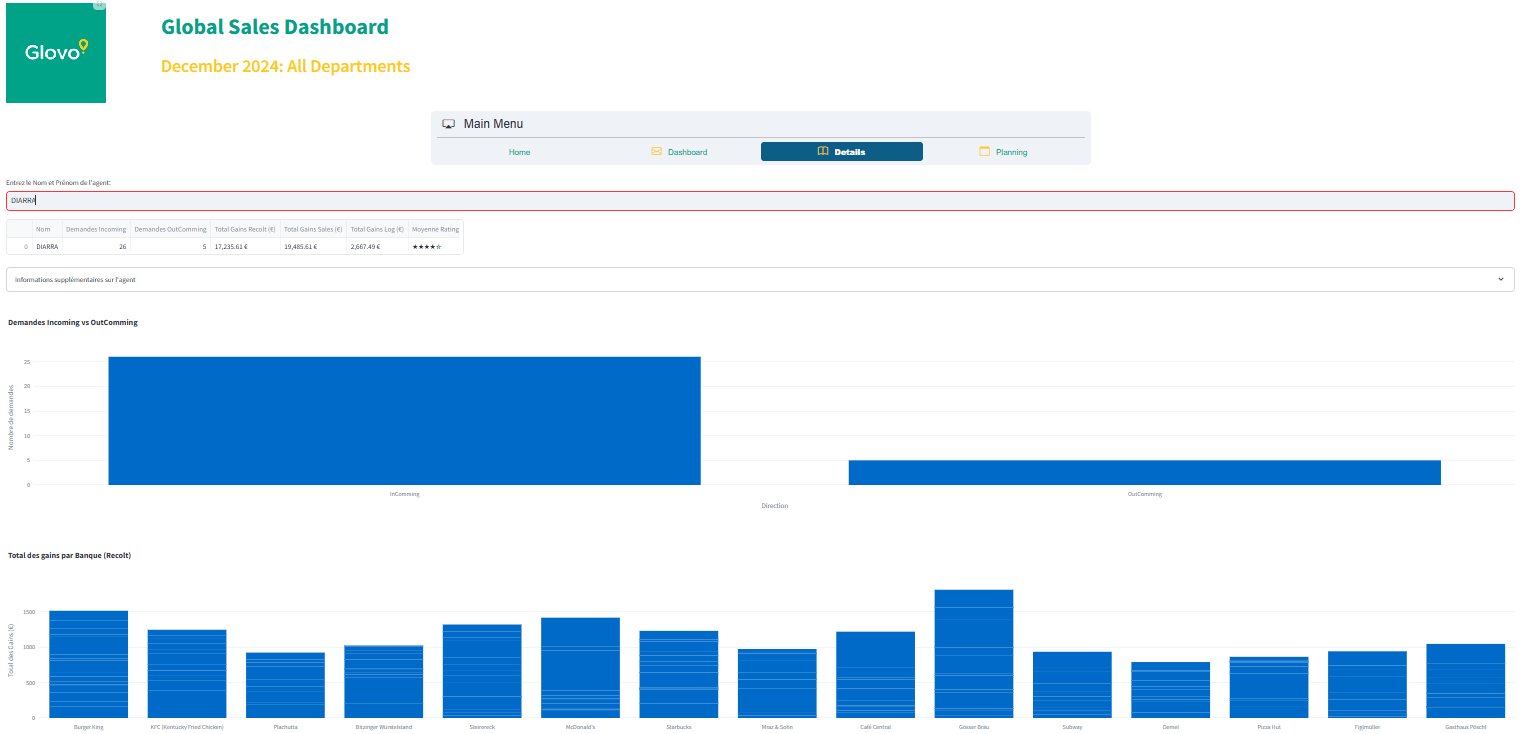 Glovo
Global Sales Dashboard
December 2024: All Departments
Main Menu
Home Dashboard Details Planning
Entrez le Nom et Prénom de l'agent:
DIARRA
Nom Demandes Incoming Demandes OutComming Total Gains Recolt (€) Total Gains Sales (€) Total Gains Log (€) Moyenne Rating
0 DIARRA 26 5 17,235.61 € 19,485.61 € 2,667.49 € ★★★★☆
Informations supplémentaires sur l'agent
Demandes Incoming vs OutComming
Nombre de demandes
25
20
15
10
5
0
InComming OutComming
Direction
Total des gains par Banque (Recolt)
Total des Gains (€)
1500
1000
500
0
Burger King KFC (Kentucky Fried Chicken) Plachutta Bitzinger Würstelstand Steirereck McDonald's Starbucks Mraz & Sohn Café Central Gösser Bräu Subway Demel Pizza Hut Figlmüller Gasthaus Pöschl